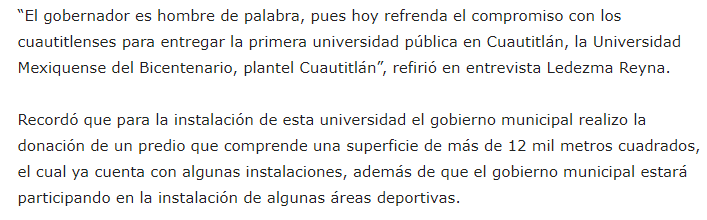 “El gobernador es hombre de palabra, pues hoy refrenda el compromiso con los
cuautitlenses para entregar la primera universidad pública en Cuautitlán, la Universidad
Mexiquense del Bicentenario, plantel Cuautitlán”, refirió en entrevista Ledezma Reyna.
Recordó que para la instalación de esta universidad el gobierno municipal realizo la
donación de un predio que comprende una superficie de más de 12 mil metros cuadrados,
el cual ya cuenta con algunas instalaciones, además de que el gobierno municipal estará
participando en la instalación de algunas áreas deportivas.